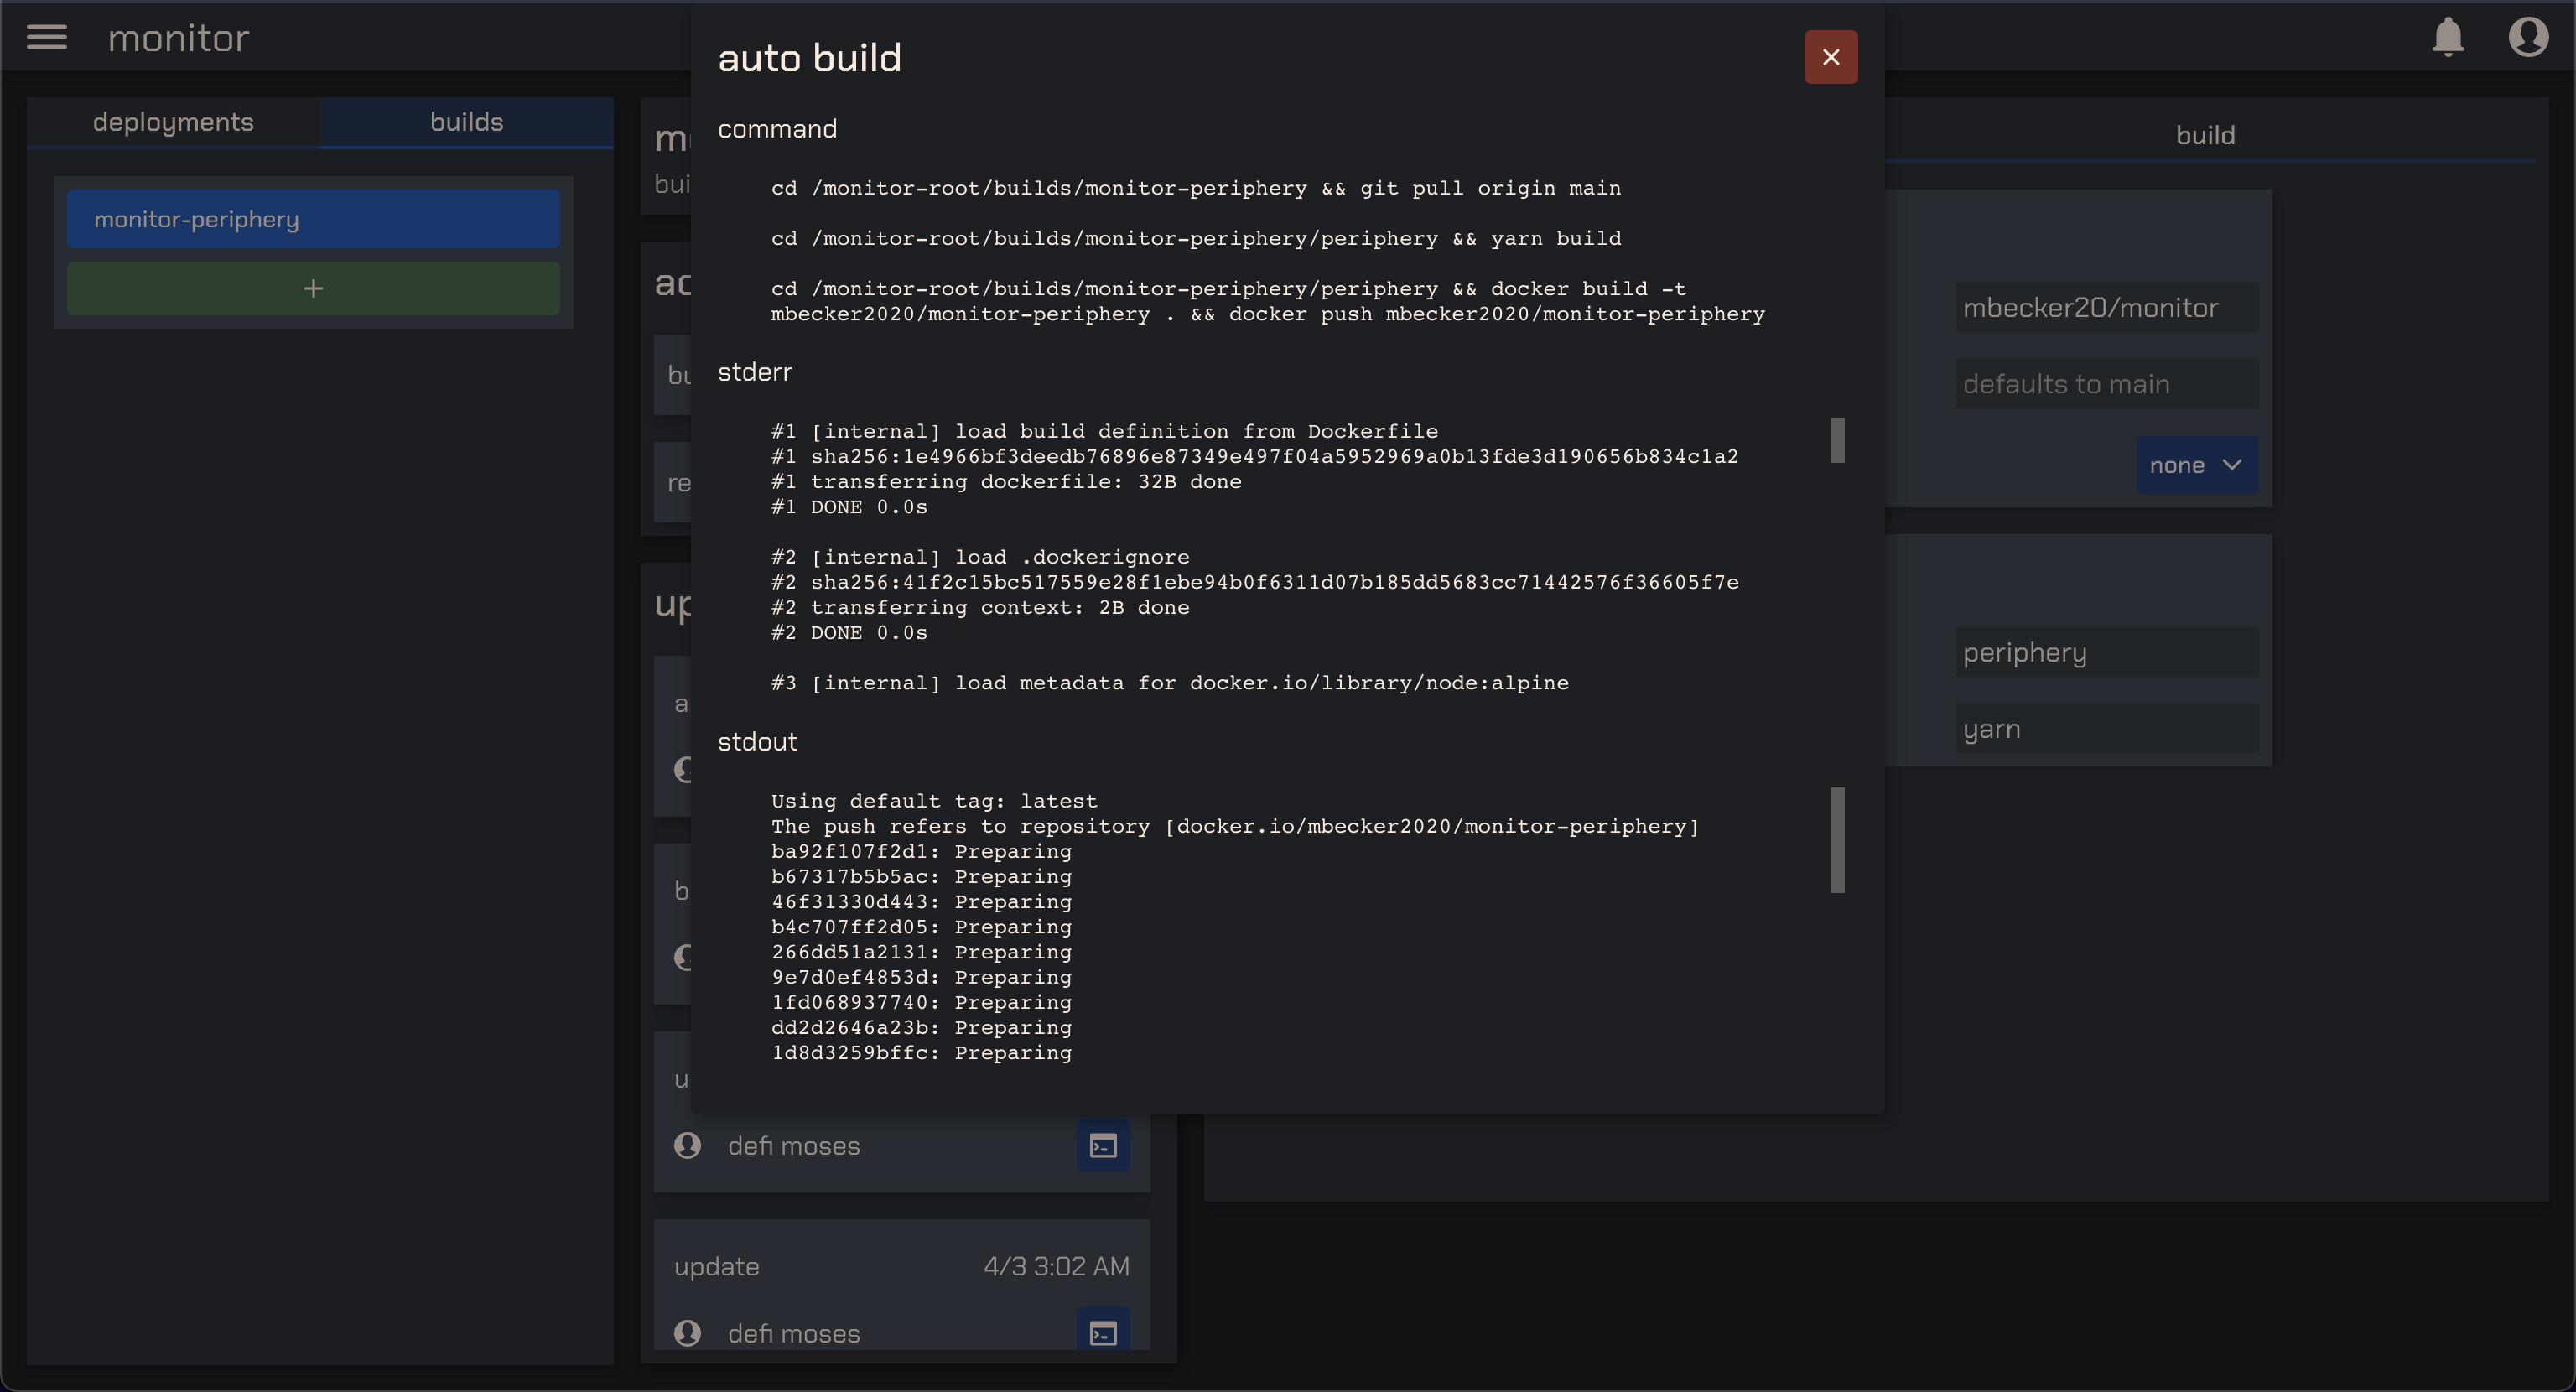 monitor
deployments
builds
monitor-periphery
+
auto build
command
cd /monitor-root/builds/monitor-periphery && git pull origin main
cd /monitor-root/builds/monitor-periphery/periphery && yarn build
cd /monitor-root/builds/monitor-periphery/periphery && docker build -t
mbecker2020/monitor-periphery . && docker push mbecker2020/monitor-periphery
stderr
#1 [internal] load build definition from Dockerfile
#1 sha256:1e4966bf3deedb76896e87349e497f04a5952969a0b13fde3d190656b834c1a2
#1 transferring dockerfile: 32B done
#1 DONE 0.0s
#2 [internal] load .dockerignore
#2 sha256:41f2c15bc517559e28f1ebe94b0f6311d07b185dd5683cc71442576f36605f7e
#2 transferring context: 2B done
#2 DONE 0.0s
#3 [internal] load metadata for docker.io/library/node:alpine
stdout
Using default tag: latest
The push refers to repository [docker.io/mbecker2020/monitor-periphery]
ba92f107f2d1: Preparing
b67317b5b5ac: Preparing
46f31330d443: Preparing
b4c707ff2d05: Preparing
266dd51a2131: Preparing
9e7d0ef4853d: Preparing
1fd068937740: Preparing
dd2d2646a23b: Preparing
1d8d3259bffc: Preparing
defi moses
update 4/3 3:02 AM
defi moses
build
mbecker20/monitor
defaults to main
none
periphery
yarn